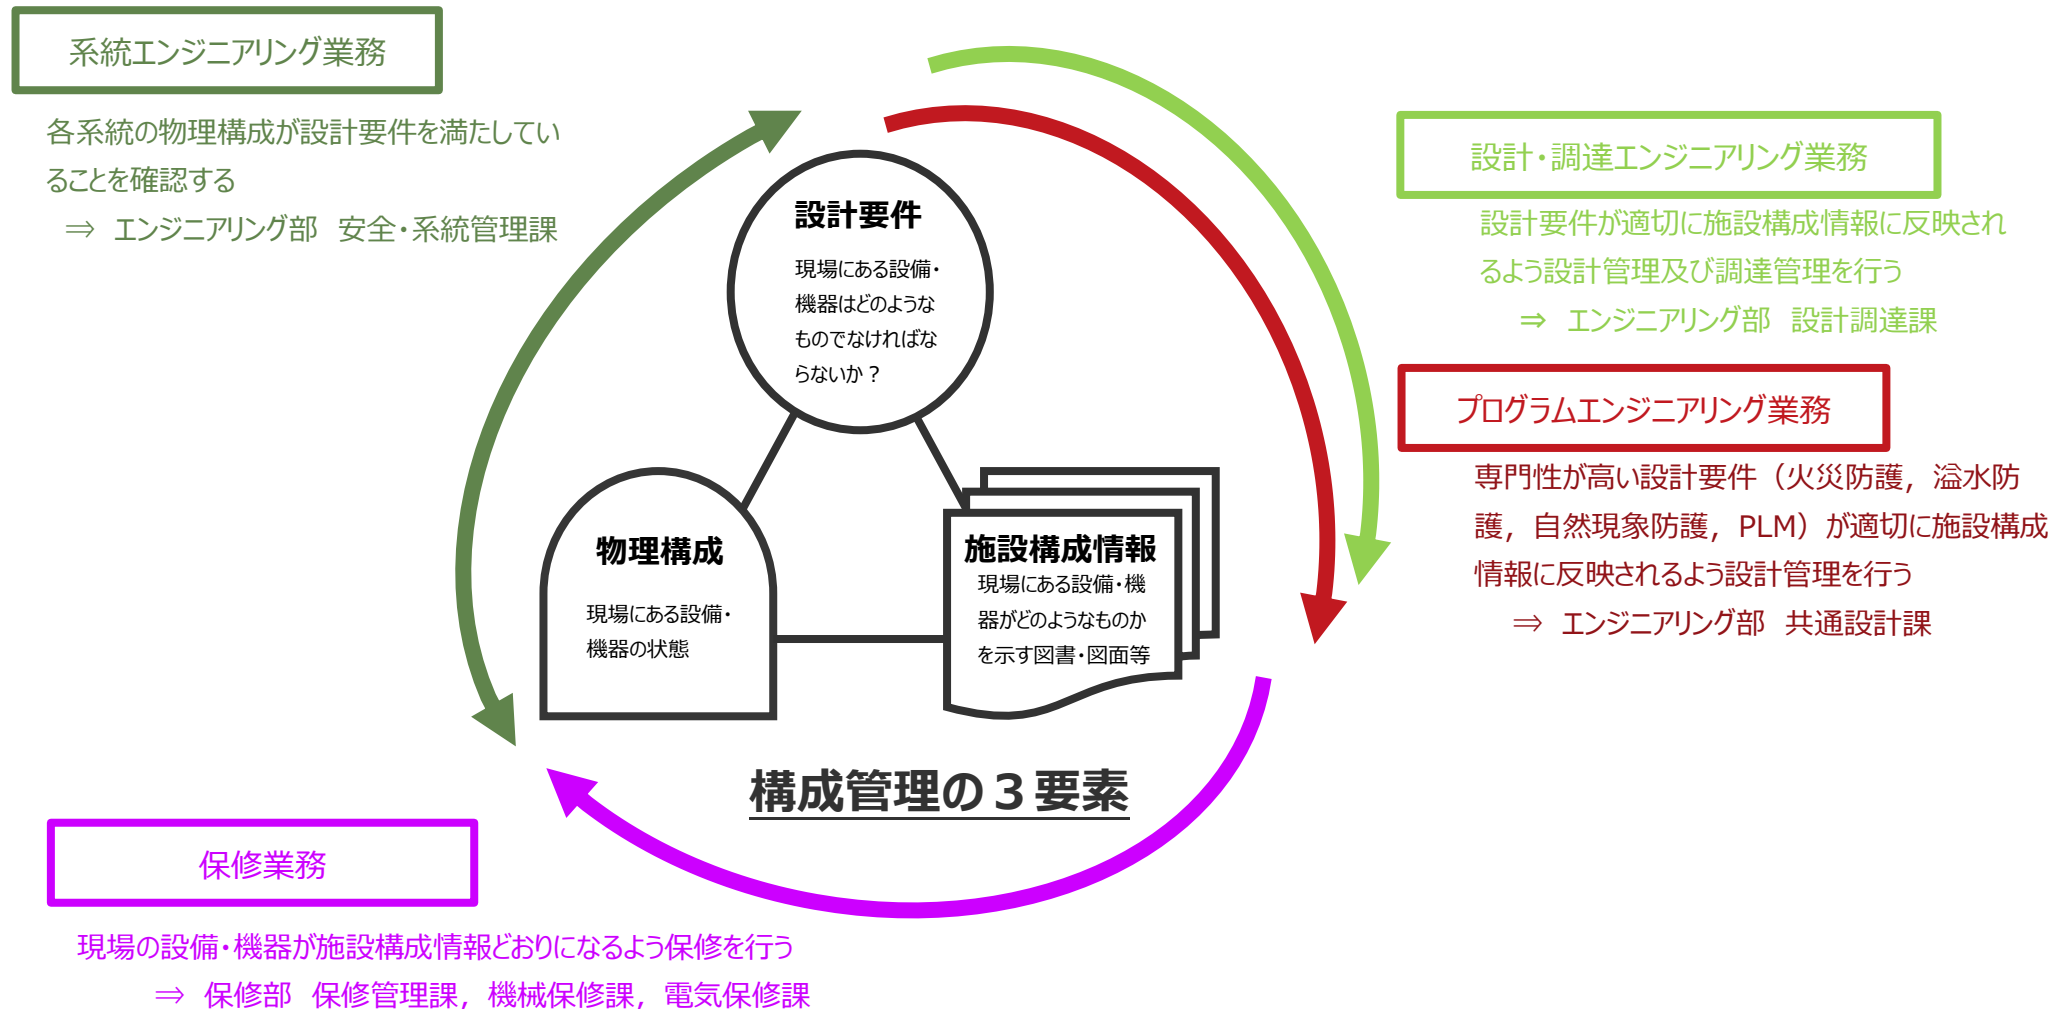 系統エンジニアリング業務
各系統の物理構成が設計要件を満たしてい
ることを確認する
⇒ エンジニアリング部 安全・系統管理課
設計・調達エンジニアリング業務
設計要件が適切に施設構成情報に反映され
るよう設計管理及び調達管理を行う
⇒ エンジニアリング部 設計調達課
プログラムエンジニアリング業務
専門性が高い設計要件（火災防護，溢水防
護，自然現象防護，PLM）が適切に施設構成
情報に反映されるよう設計管理を行う
⇒ エンジニアリング部 共通設計課
設計要件
現場にある設備・
機器はどのような
ものでなければな
らないか？
物理構成
現場にある設備・
機器の状態
施設構成情報
現場にある設備・機
器がどのようなものか
を示す図書・図面等
構成管理の３要素
保修業務
現場の設備・機器が施設構成情報どおりになるよう保修を行う
⇒ 保修部 保修管理課，機械保修課，電気保修課